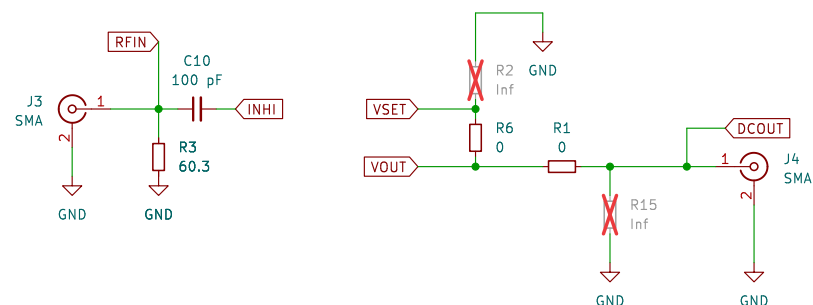 RFIN
C10
100 pF
J3
SMA
1
2
INHI
R3
60.3
GND
GND
GND
R2
Inf
VSET
R6
0
R1
0
VOUT
DCOUT
1
J4
SMA
2
R15
Inf
GND
GND